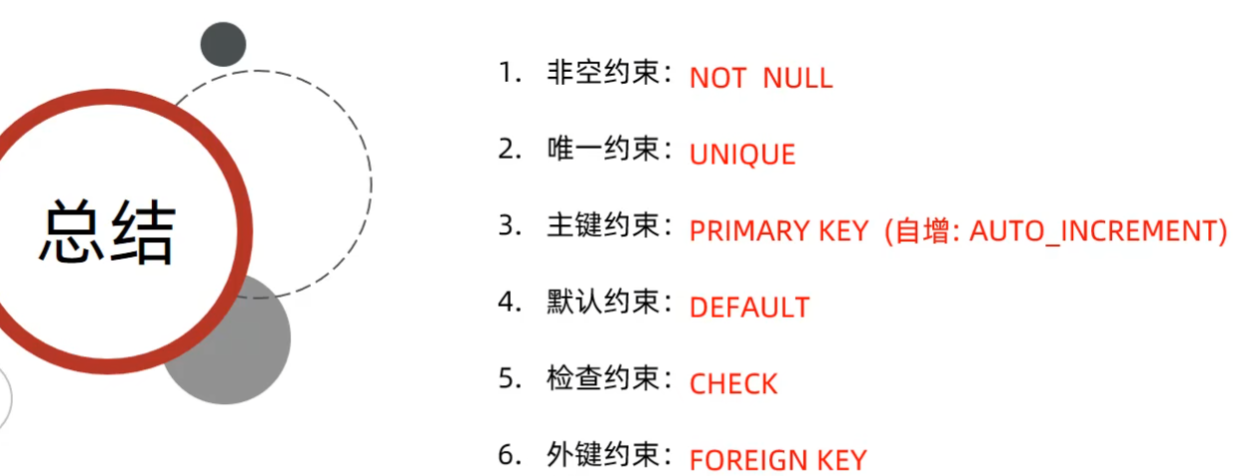 总结
1. 非空约束：NOT NULL
2. 唯一约束：UNIQUE
3. 主键约束：PRIMARY KEY (自增: AUTO_INCREMENT)
4. 默认约束：DEFAULT
5. 检查约束：CHECK
6. 外键约束：FOREIGN KEY